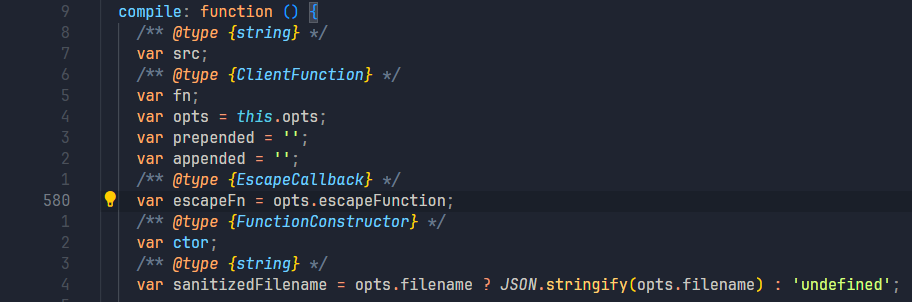 9 compile: function () {
8 /** @type {string} */
7 var src;
6 /** @type {ClientFunction} */
5 var fn;
4 var opts = this.opts;
3 var prepended = '';
2 var appended = '';
1 /** @type {EscapeCallback} */
580 var escapeFn = opts.escapeFunction;
1 /** @type {FunctionConstructor} */
2 var ctor;
3 /** @type {string} */
4 var sanitizedFilename = opts.filename ? JSON.stringify(opts.filename) : 'undefined';